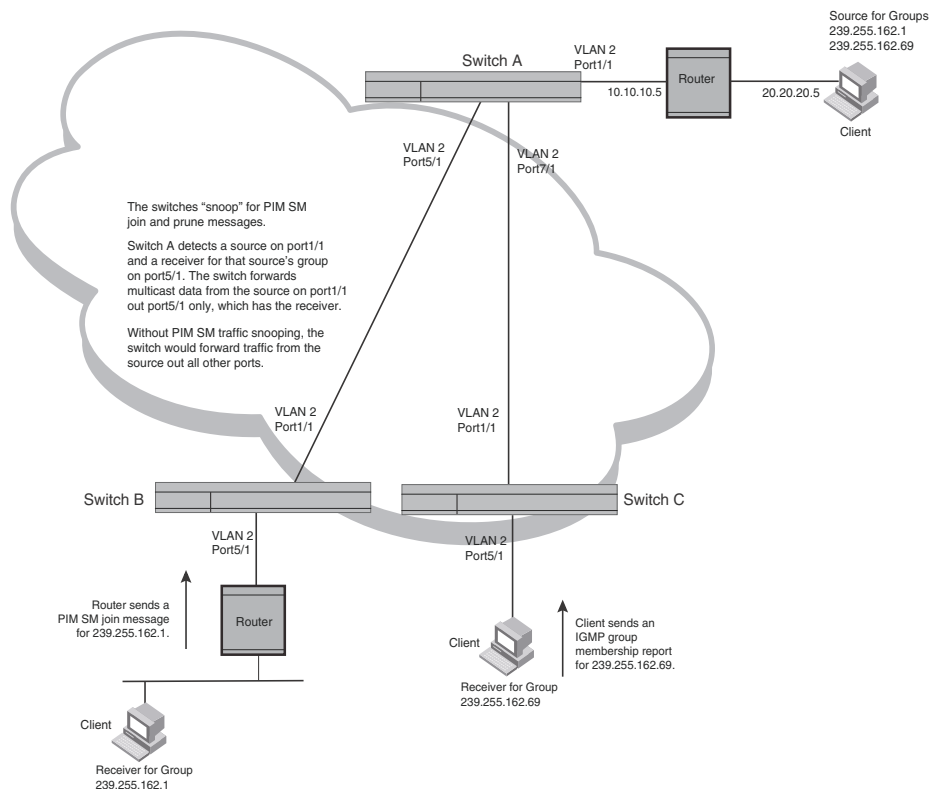 Source for Groups
239.255.162.1
239.255.162.69
VLAN 2
Port1/1
Switch A
Router
10.10.10.5
20.20.20.5
Client
VLAN 2
Port5/1
VLAN 2
Port7/1
The switches “snoop” for PIM SM
join and prune messages.
Switch A detects a source on port1/1
and a receiver for that source’s group
on port5/1. The switch forwards
multicast data from the source on port1/1
out port5/1 only, which has the receiver.
Without PIM SM traffic snooping, the
switch would forward traffic from the
source out all other ports.
VLAN 2
Port1/1
VLAN 2
Port1/1
Switch B
Switch C
VLAN 2
Port5/1
VLAN 2
Port5/1
Router sends a
PIM SM join message
for 239.255.162.1.
Router
Client
Client sends an
IGMP group
membership report
for 239.255.162.69.
Receiver for Group
239.255.162.69
Client
Receiver for Group
239.255.162.1